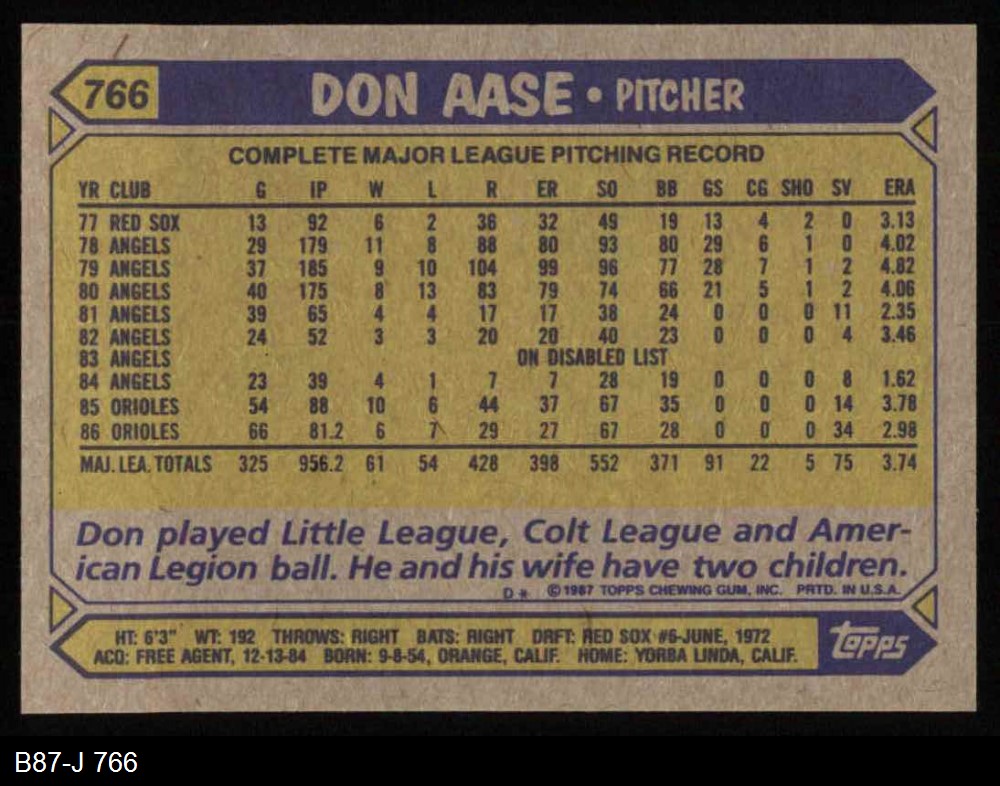 766 DON AASE • PITCHER
COMPLETE MAJOR LEAGUE PITCHING RECORD
YR CLUB G IP W L R ER SO BB GS CG SHO SV ERA
77 RED SOX 13 92 6 2 36 32 49 19 13 4 2 0 3.13
78 ANGELS 29 179 11 8 88 80 93 80 29 6 1 0 4.02
79 ANGELS 37 185 9 10 104 99 96 77 28 7 1 2 4.82
80 ANGELS 40 175 8 13 83 79 74 66 21 5 1 2 4.06
81 ANGELS 39 65 4 4 17 17 38 24 0 0 0 11 2.35
82 ANGELS 24 52 3 3 20 20 40 23 0 0 0 4 3.46
83 ANGELS ON DISABLED LIST
84 ANGELS 23 39 4 1 7 7 28 19 0 0 0 8 1.62
85 ORIOLES 54 88 10 6 44 37 67 35 0 0 0 14 3.78
86 ORIOLES 66 81.2 6 7 29 27 67 28 0 0 0 34 2.98
MAJ. LEA. TOTALS 325 956.2 61 54 428 398 552 371 91 22 5 75 3.74
Don played Little League, Colt League and Amer-
ican Legion ball. He and his wife have two children.
D* ©1987 TOPPS CHEWING GUM, INC. PRTD. IN U.S.A.
HT: 6'3" WT: 192 THROWS: RIGHT BATS: RIGHT DRFT: RED SOX #6-JUNE, 1972
ACQ: FREE AGENT, 12-13-84 BORN: 9-8-54, ORANGE, CALIF. HOME: YORBA LINDA, CALIF.
topps
B87-J 766